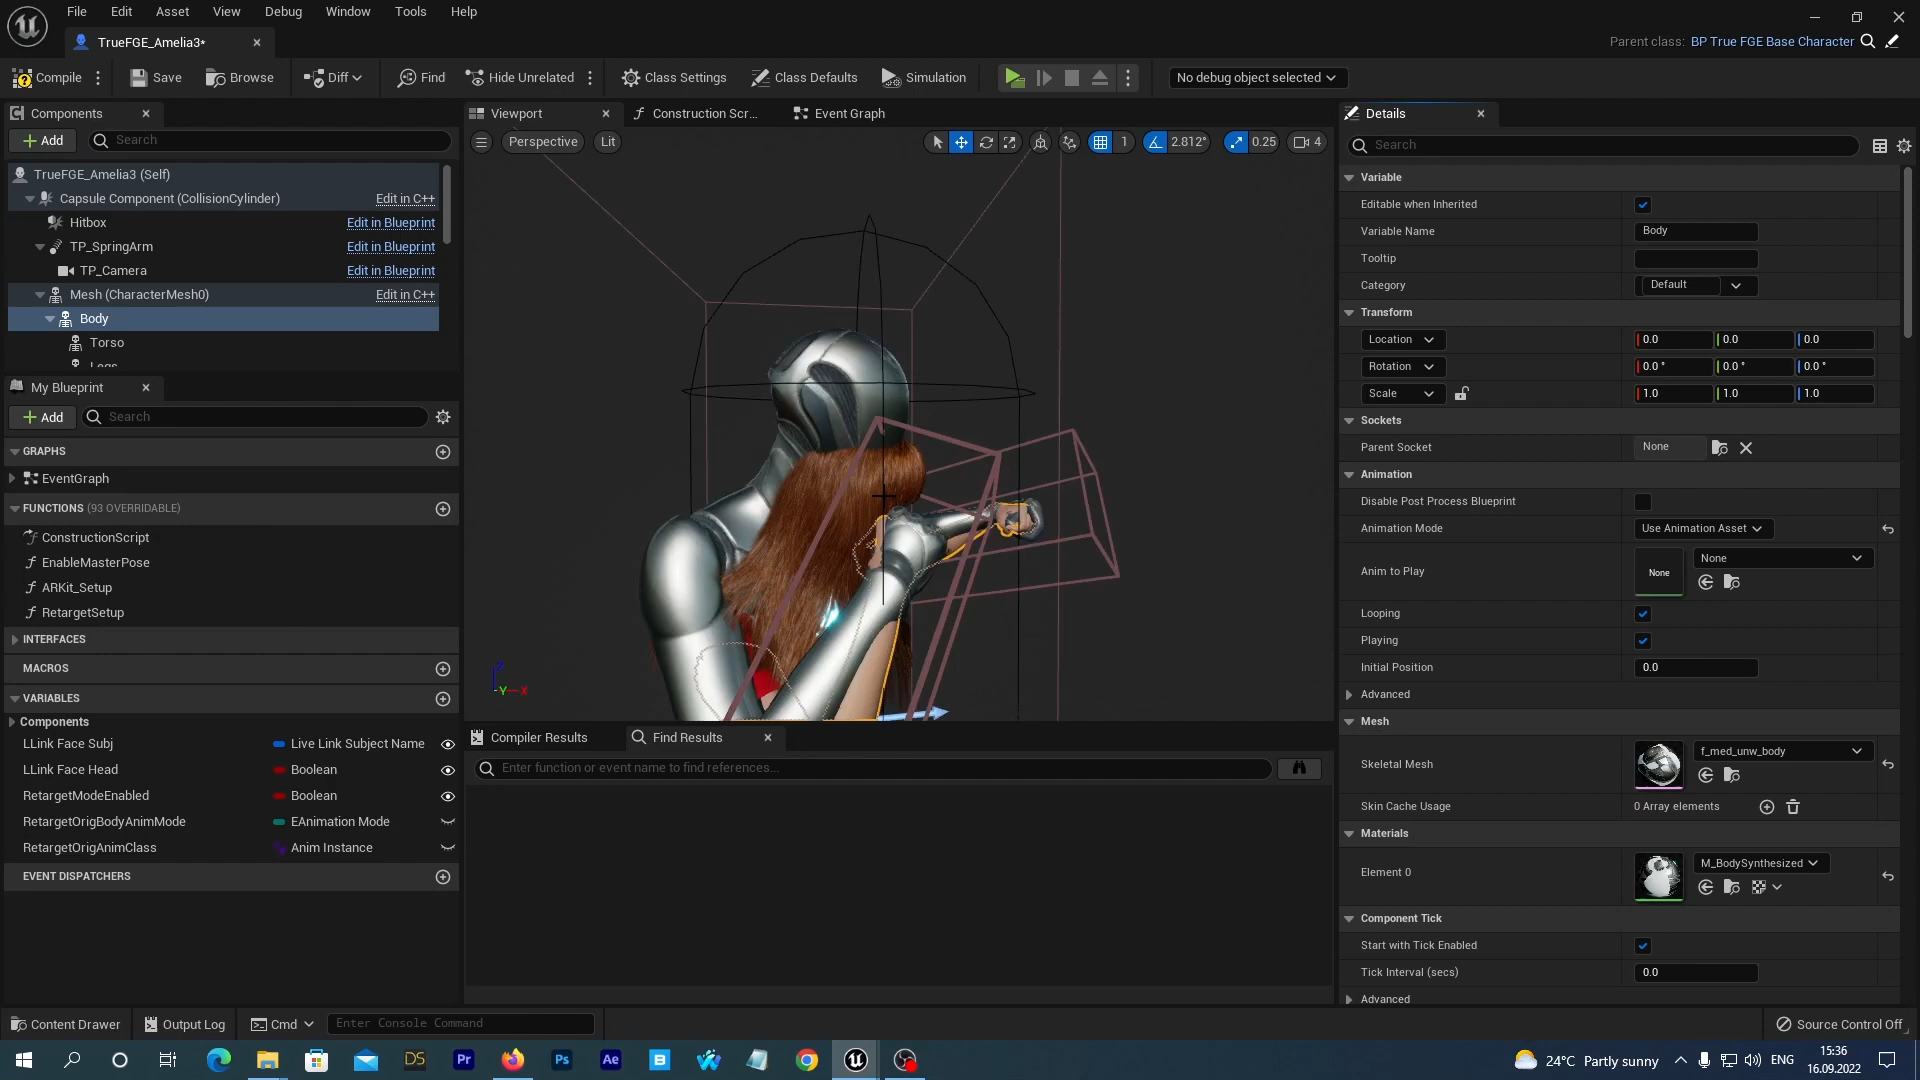 File Edit Asset View Debug Window Tools Help
TrueFGE_Amelia3*
Parent class: BP True FGE Base Character
Compile Save Browse Diff Find Hide Unrelated Class Settings Class Defaults Simulation No debug object selected
Components
Add Search
TrueFGE_Amelia3 (Self)
Capsule Component (CollisionCylinder) Edit in C++
Hitbox Edit in Blueprint
TP_SpringArm Edit in Blueprint
TP_Camera Edit in Blueprint
Mesh (CharacterMesh0) Edit in C++
Body
Torso
Legs
My Blueprint
Add Search
GRAPHS
EventGraph
FUNCTIONS (93 OVERRIDABLE)
ConstructionScript
EnableMasterPose
ARKit_Setup
RetargetSetup
INTERFACES
MACROS
VARIABLES
Components
LLink Face Subj Live Link Subject Name
LLink Face Head Boolean
RetargetModeEnabled Boolean
RetargetOrigBodyAnimMode EAnimation Mode
RetargetOrigAnimClass Anim Instance
EVENT DISPATCHERS
Viewport Construction Scr... Event Graph
Perspective Lit 1 2.812° 0.25 4
Z
Y X
Compiler Results Find Results
Enter function or event name to find references...
Details
Search
Variable
Editable when Inherited
Variable Name Body
Tooltip
Category Default
Transform
Location 0.0 0.0 0.0
Rotation 0.0 ° 0.0 ° 0.0 °
Scale 1.0 1.0 1.0
Sockets
Parent Socket None
Animation
Disable Post Process Blueprint
Animation Mode Use Animation Asset
Anim to Play None None
Looping
Playing
Initial Position 0.0
Advanced
Mesh
Skeletal Mesh f_med_unw_body
Skin Cache Usage 0 Array elements
Materials
Element 0 M_BodySynthesized
Component Tick
Start with Tick Enabled
Tick Interval (secs) 0.0
Advanced
Content Drawer Output Log Cmd Enter Console Command Source Control Off
DS Pr Ps Ae
24°C Partly sunny ENG 15:36
16.09.2022